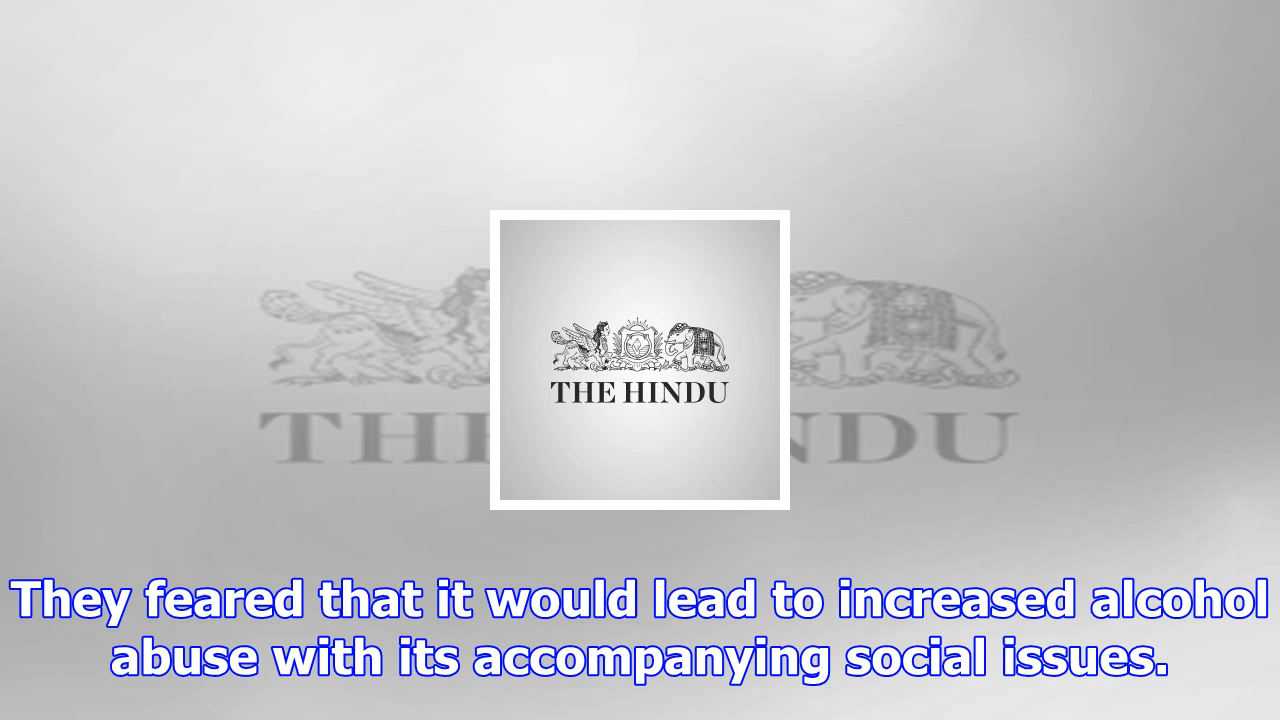 THE HINDU
They feared that it would lead to increased alcohol
abuse with its accompanying social issues.